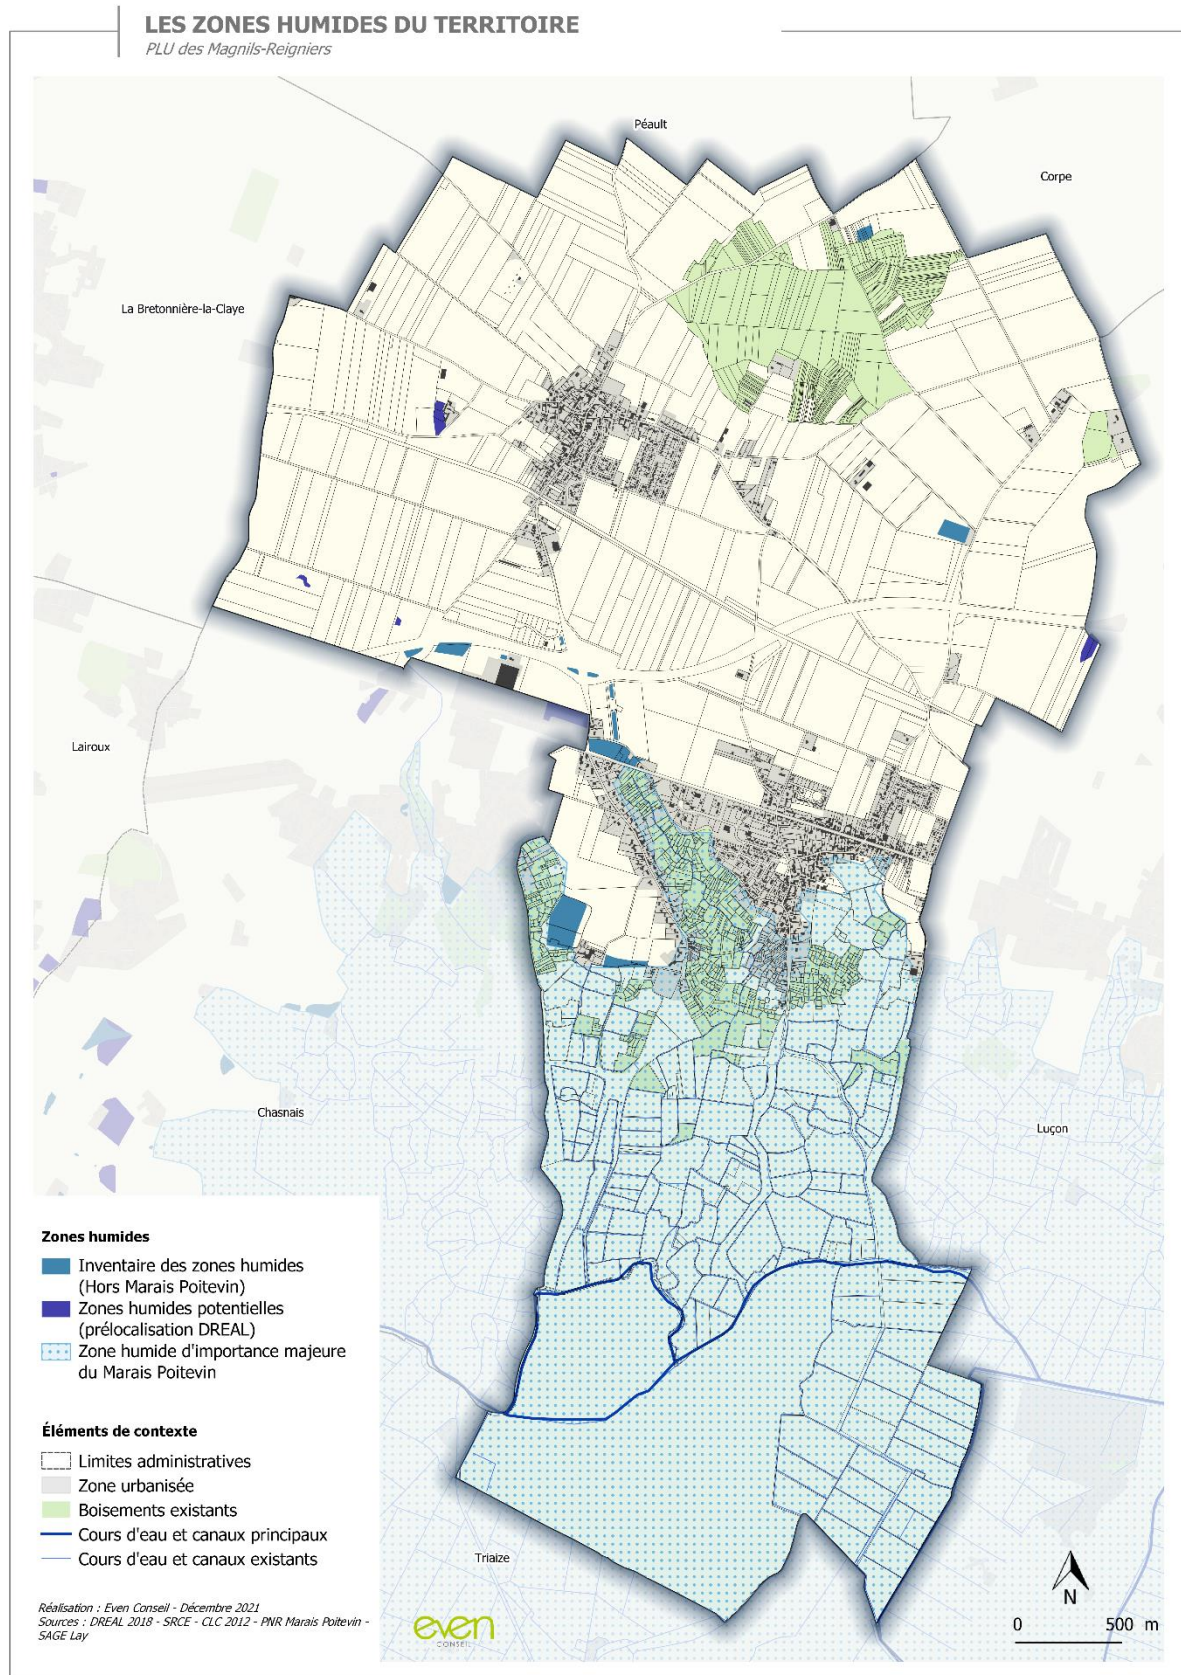 LES ZONES HUMIDES DU TERRITOIRE
PLU des Magnils-Reigniers
Péault
Corpe
La Bretonnière-la-Claye
Lairoux
Chasnais
Luçon
Triaize
Zones humides
Inventaire des zones humides
(Hors Marais Poitevin)
Zones humides potentielles
(prélocalisation DREAL)
Zone humide d'importance majeure
du Marais Poitevin
Éléments de contexte
Limites administratives
Zone urbanisée
Boisements existants
Cours d'eau et canaux principaux
Cours d'eau et canaux existants
Réalisation : Even Conseil - Décembre 2021
Sources : DREAL 2018 - SRCE - CLC 2012 - PNR Marais Poitevin -
SAGE Lay
even
CONSEIL
N
0 500 m